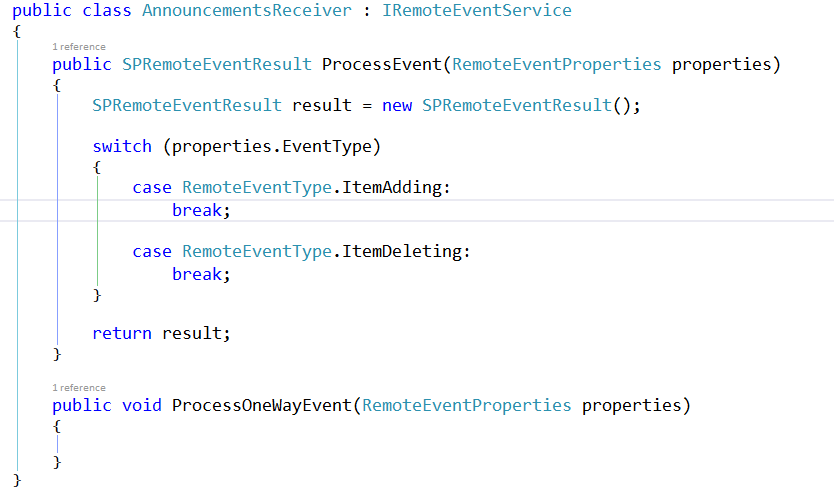 public class AnnouncementsReceiver : IRemoteEventService
{
1 reference
public SPRemoteEventResult ProcessEvent(RemoteEventProperties properties)
{
SPRemoteEventResult result = new SPRemoteEventResult();
switch (properties.EventType)
{
case RemoteEventType.ItemAdding:
break;
case RemoteEventType.ItemDeleting:
break;
}
return result;
}
1 reference
public void ProcessOneWayEvent(RemoteEventProperties properties)
{
}
}